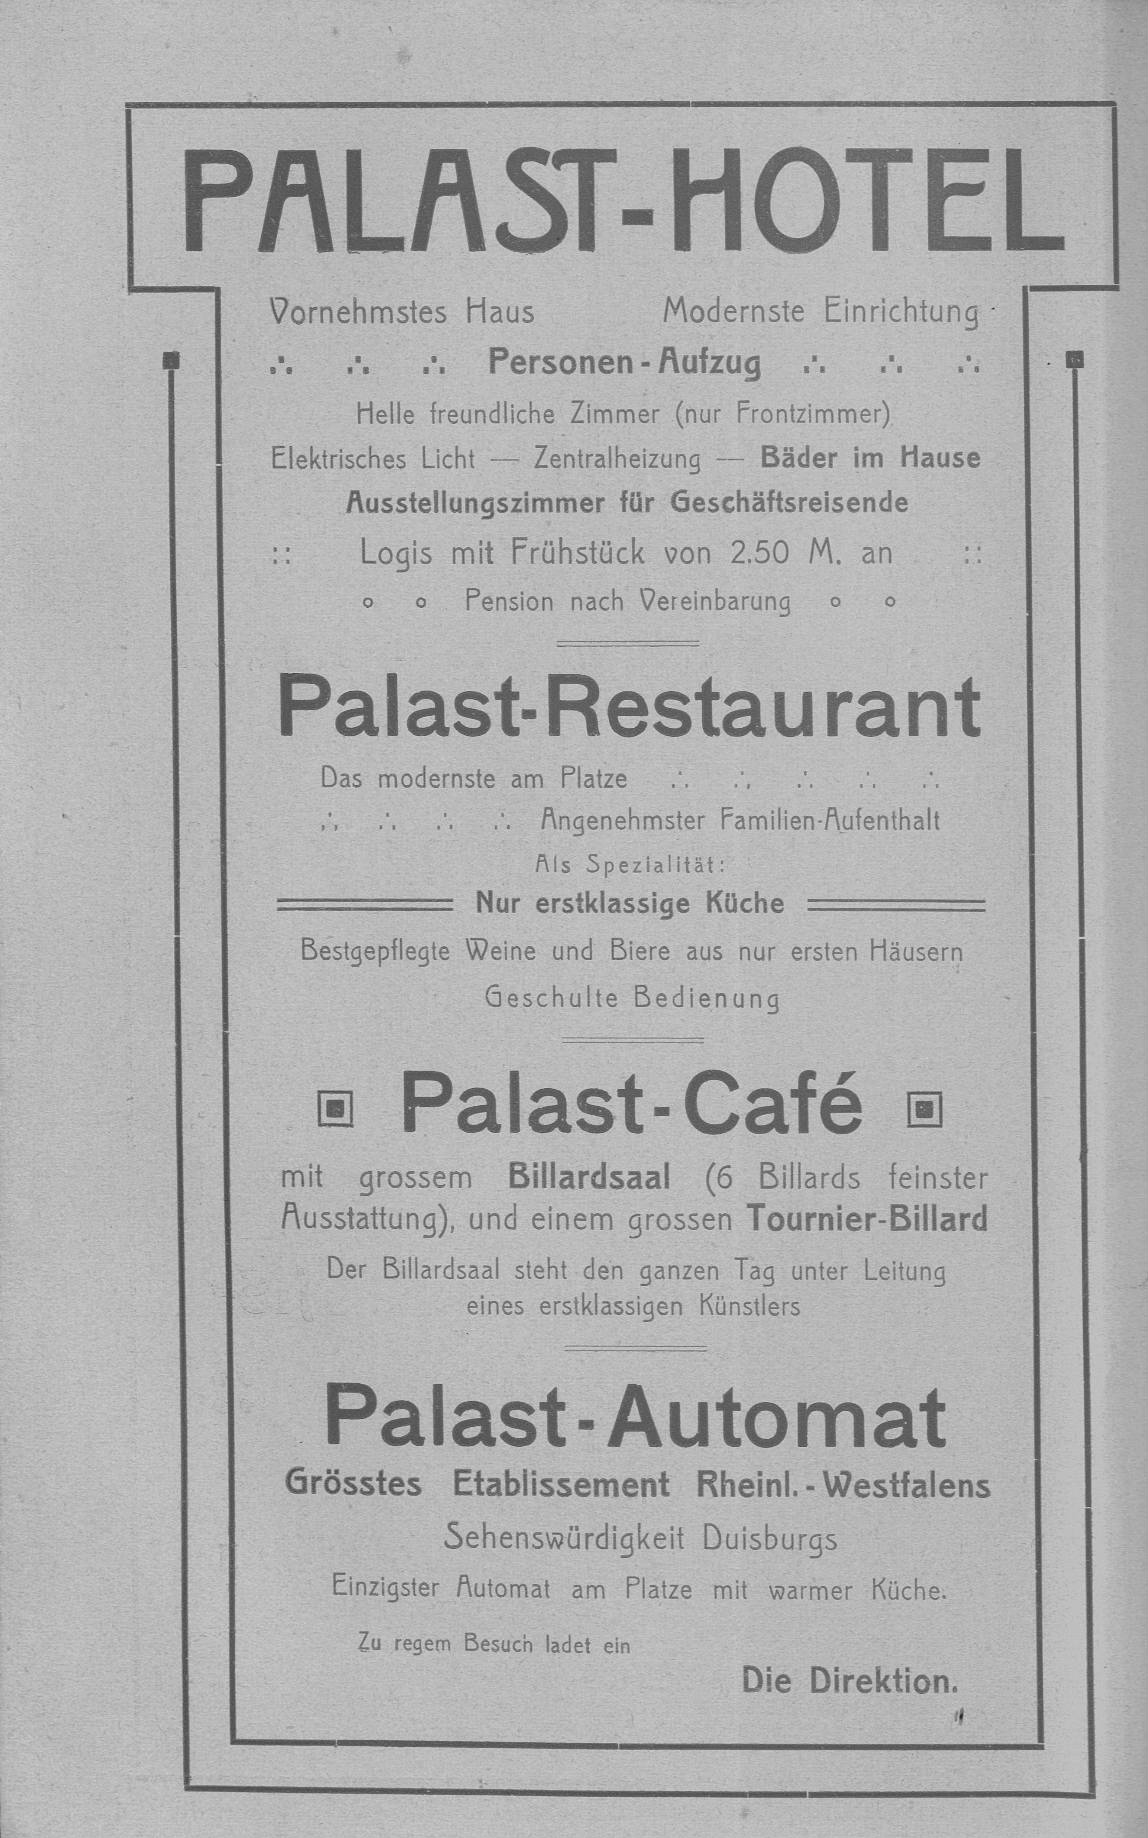 PALAST-HOTEL
Vornehmstes Haus Modernste Einrichtung
Personen-Aufzug
Helle freundliche Zimmer (nur Frontzimmer)
Elektrisches Licht — Zentralheizung — Bäder im Hause
Ausstellungszimmer für Geschäftsreisende
Logis mit Frühstück von 2.50 M. an
Pension nach Vereinbarung
Palast-Restaurant
Das modernste am Platze
Angenehmster Familien-Aufenthalt
Als Spezialität:
Nur erstklassige Küche
Bestgepflegte Weine und Biere aus nur ersten Häusern
Geschulte Bedienung
Palast-Café
mit grossem Billardsaal (6 Billards feinster
Ausstattung), und einem grossen Tournier-Billard
Der Billardsaal steht den ganzen Tag unter Leitung
eines erstklassigen Künstlers
Palast-Automat
Grösstes Etablissement Rheinl.-Westfalens
Sehenswürdigkeit Duisburgs
Einzigster Automat am Platze mit warmer Küche.
Zu regem Besuch ladet ein
Die Direktion.